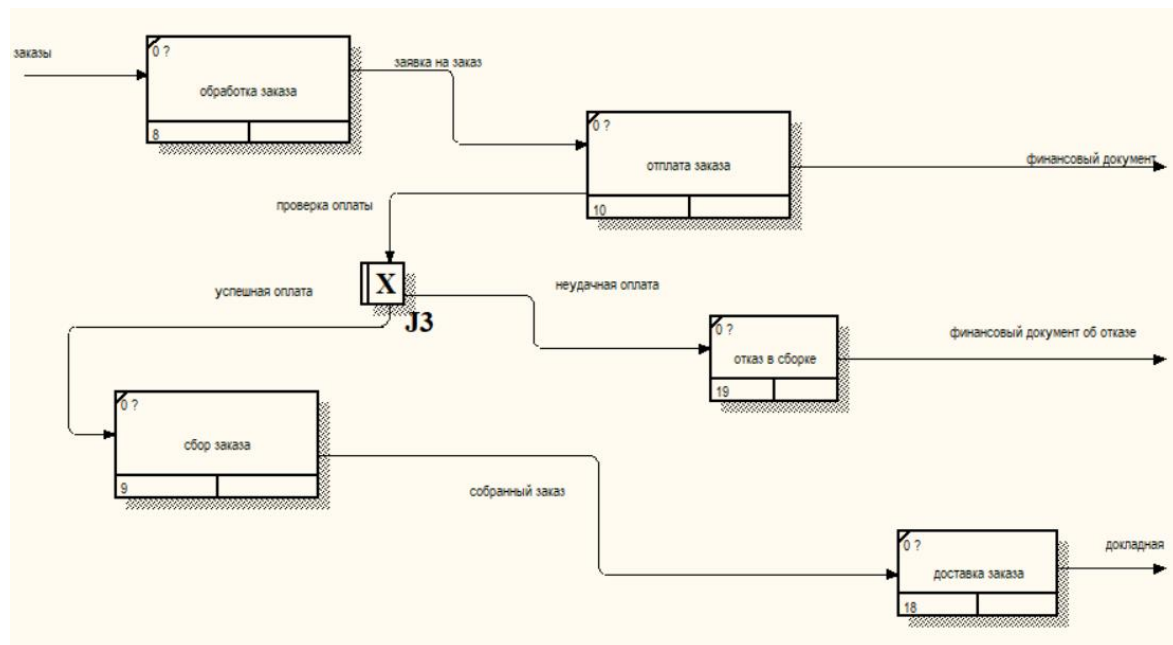 заказы
0 ?
обработка заказа
8
заявка на заказ
0 ?
отплата заказа
10
финансовый документ
проверка оплаты
X
J3
успешная оплата
неудачная оплата
0 ?
отказ в сборке
19
финансовый документ об отказе
0 ?
сбор заказа
9
собранный заказ
0 ?
доставка заказа
18
докладная